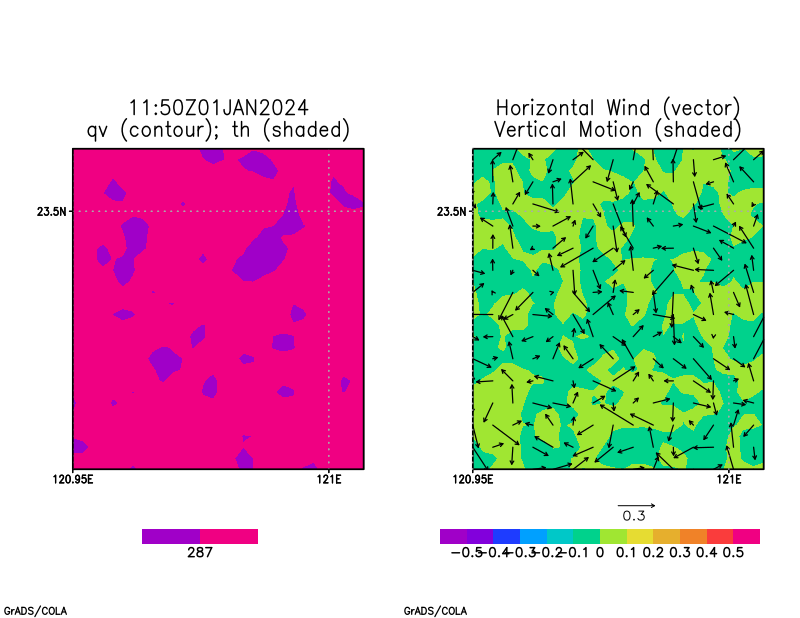 11:50Z01JAN2024
qv (contour); th (shaded)
23.5N
120.95E 121E
287
Horizontal Wind (vector)
Vertical Motion (shaded)
23.5N
120.95E 121E
0.3
-0.5 -0.4 -0.3 -0.2 -0.1 0 0.1 0.2 0.3 0.4 0.5
GrADS/COLA GrADS/COLA